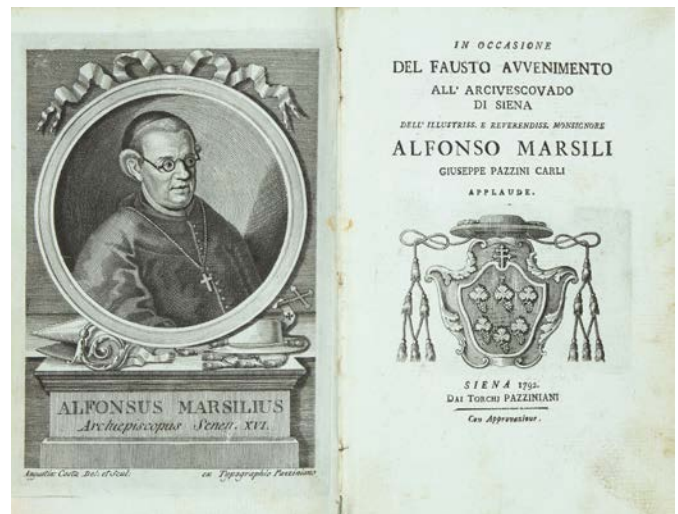 ALFONSUS MARSILIUS
Archiepiscopus Senen. XVI.
Augustin Costa Del. et Scul.
ex Typographio Pazziniano
IN OCCASIONE
DEL FAUSTO AVVENIMENTO
ALL' ARCIVESCOVADO
DI SIENA
DELL' ILLUSTRISS. E REVERENDISS. MONSIGNORE
ALFONSO MARSILI
GIUSEPPE PAZZINI CARLI
APPLAUDE.
SIENA 1792.
DAI TORCHI PAZZINIANI
Con Approvazione.